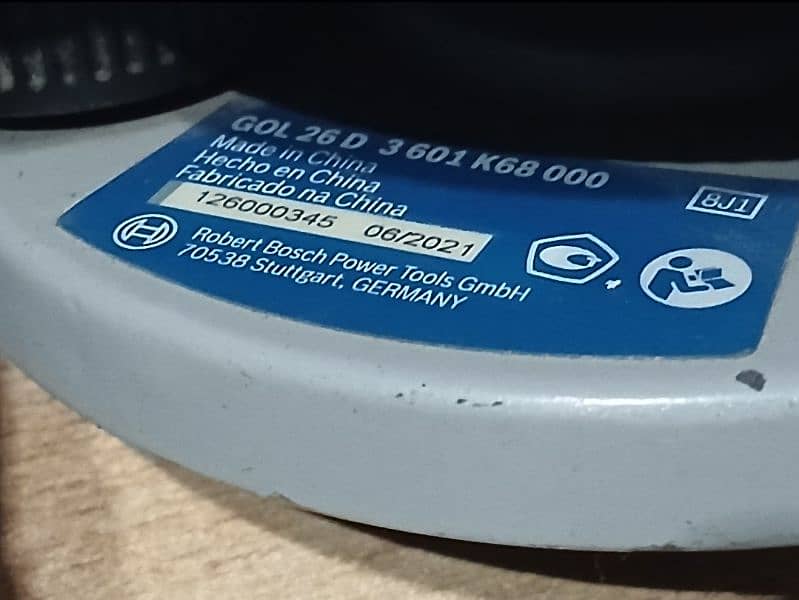 GOL 26 D 3 601 K68 000
Made in China
Hecho en China
Fabricado na China
8J1
126000345 06/2021
Robert Bosch Power Tools GmbH
70538 Stuttgart, GERMANY